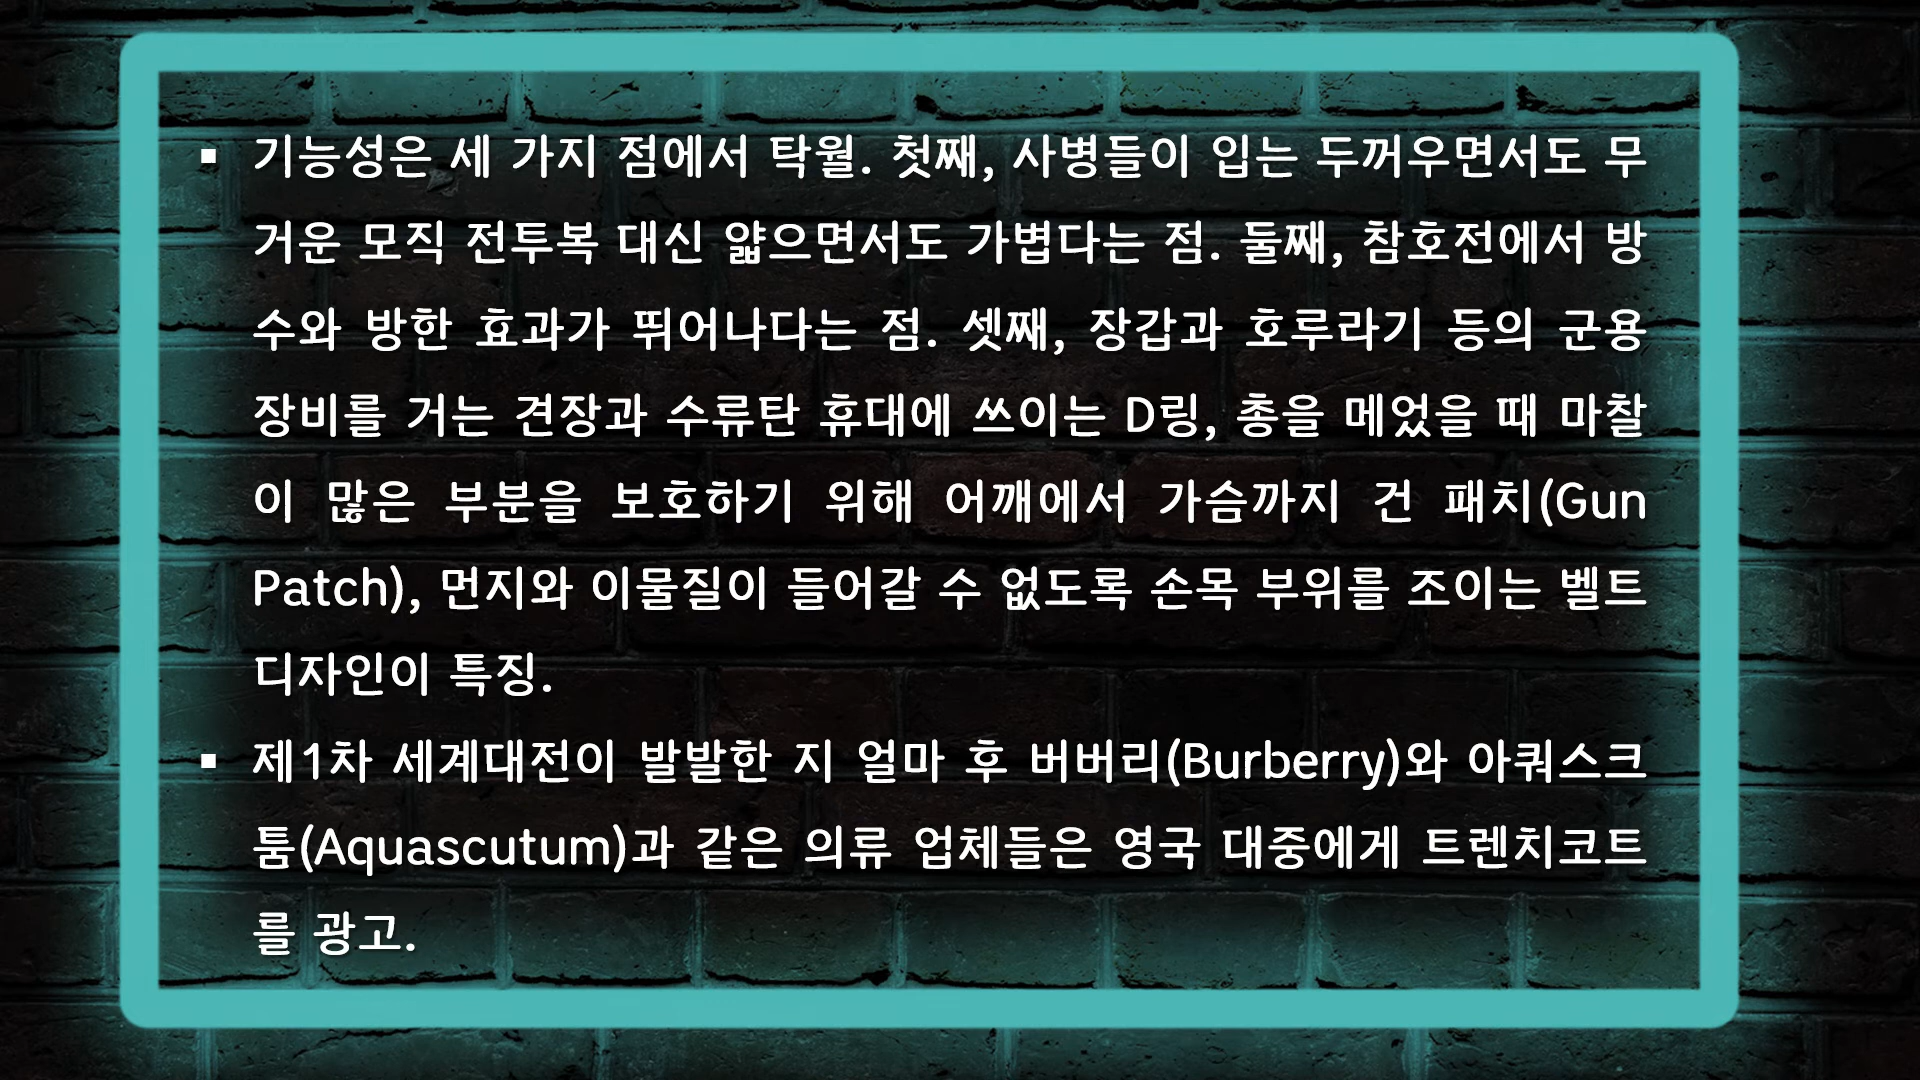 ▪ 기능성은 세 가지 점에서 탁월. 첫째, 사병들이 입는 두꺼우면서도 무
거운 모직 전투복 대신 얇으면서도 가볍다는 점. 둘째, 참호전에서 방
수와 방한 효과가 뛰어나다는 점. 셋째, 장갑과 호루라기 등의 군용
장비를 거는 견장과 수류탄 휴대에 쓰이는 D링, 총을 메었을 때 마찰
이 많은 부분을 보호하기 위해 어깨에서 가슴까지 건 패치(Gun
Patch), 먼지와 이물질이 들어갈 수 없도록 손목 부위를 조이는 벨트
디자인이 특징.
▪ 제1차 세계대전이 발발한 지 얼마 후 버버리(Burberry)와 아쿼스크
툼(Aquascutum)과 같은 의류 업체들은 영국 대중에게 트렌치코트
를 광고.